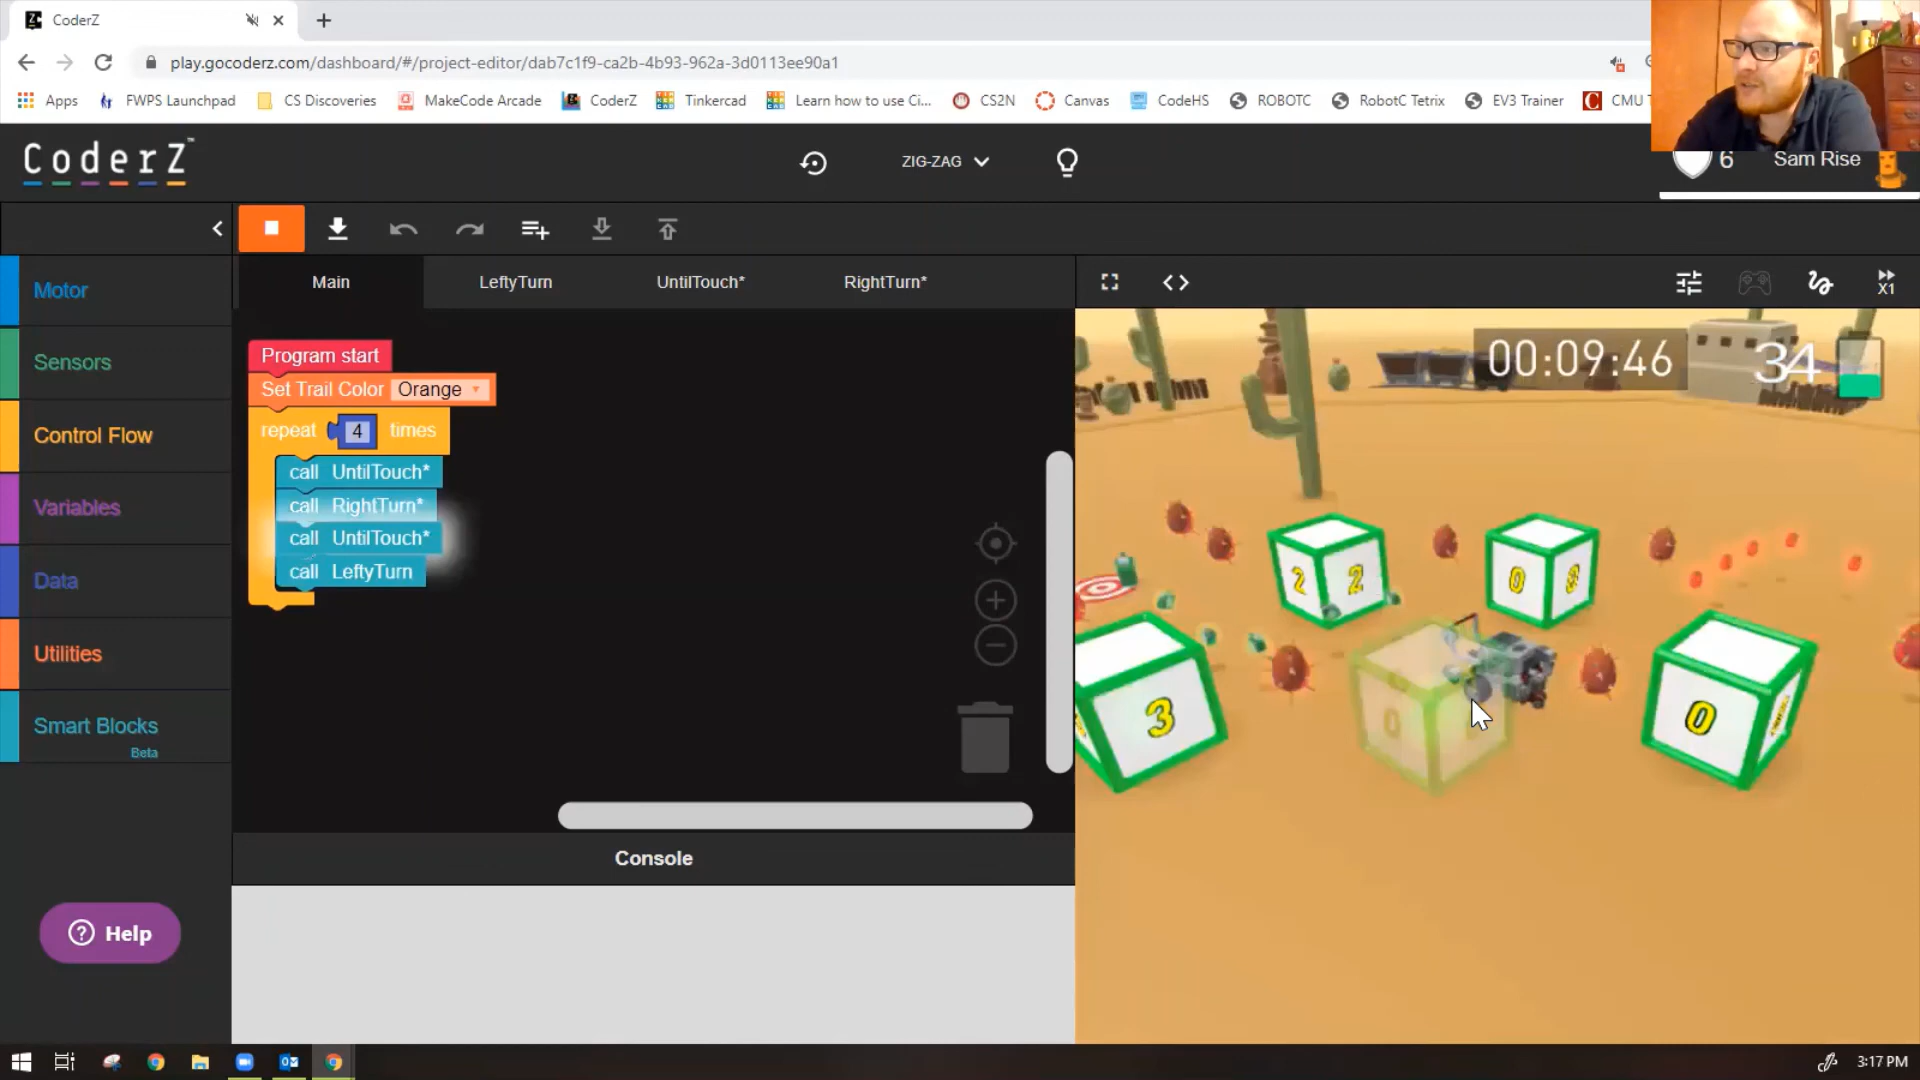 CoderZ
play.gocoderz.com/dashboard/#/project-editor/dab7c1f9-ca2b-4b93-962a-3d0113ee90a1
Apps FWPS Launchpad CS Discoveries MakeCode Arcade CoderZ Tinkercad Learn how to use Ci... CS2N Canvas CodeHS ROBOTC RobotC Tetrix EV3 Trainer CMU
CoderZ™ ZIG-ZAG 6 Sam Rise
Main LeftyTurn UntilTouch* RightTurn* X1
Motor
Sensors
Control Flow
Variables
Data
Utilities
Smart Blocks
Beta
Help
Program start
Set Trail Color Orange
repeat 4 times
call UntilTouch*
call RightTurn*
call UntilTouch*
call LeftyTurn
Console
00:09:46 34
2 2 0
3 0 0
3:17 PM